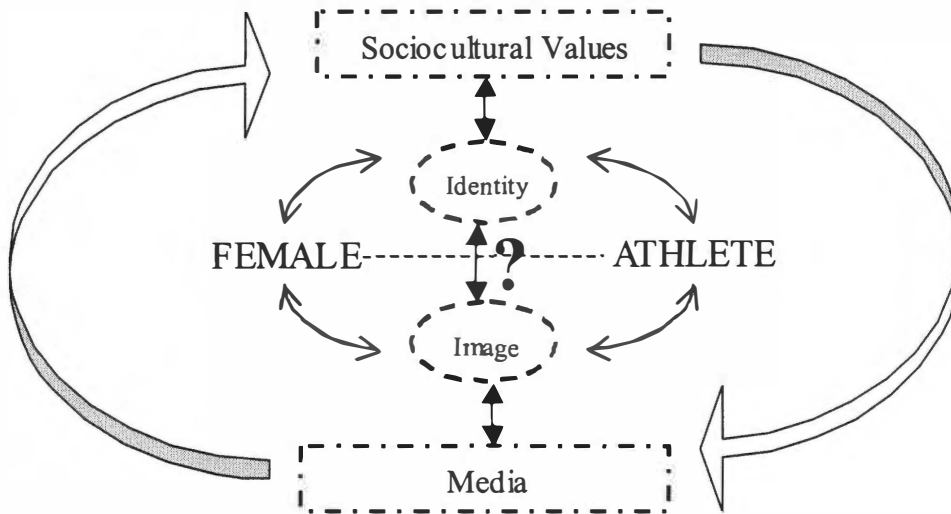 Sociocultural Values
Identity
FEMALE ? ATHLETE
Image
Media